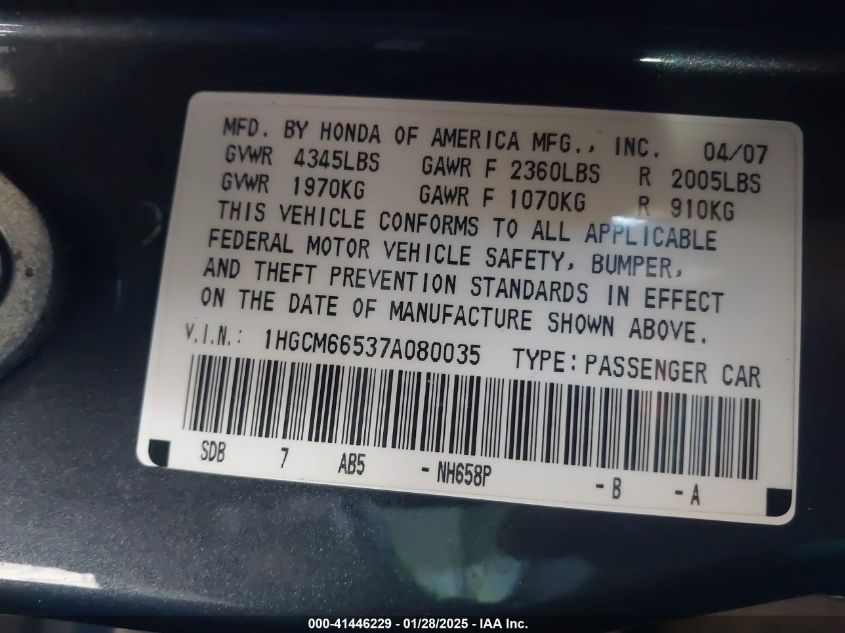 MFD. BY HONDA OF AMERICA MFG., INC. 04/07
GVWR 4345LBS GAWR F 2360LBS R 2005LBS
GVWR 1970KG GAWR F 1070KG R 910KG
THIS VEHICLE CONFORMS TO ALL APPLICABLE
FEDERAL MOTOR VEHICLE SAFETY, BUMPER,
AND THEFT PREVENTION STANDARDS IN EFFECT
ON THE DATE OF MANUFACTURE SHOWN ABOVE.
V.I.N.: 1HGCM66537A080035 TYPE: PASSENGER CAR
SDB 7 AB5 - NH658P - B - A
000-41446229 - 01/28/2025 - IAA Inc.